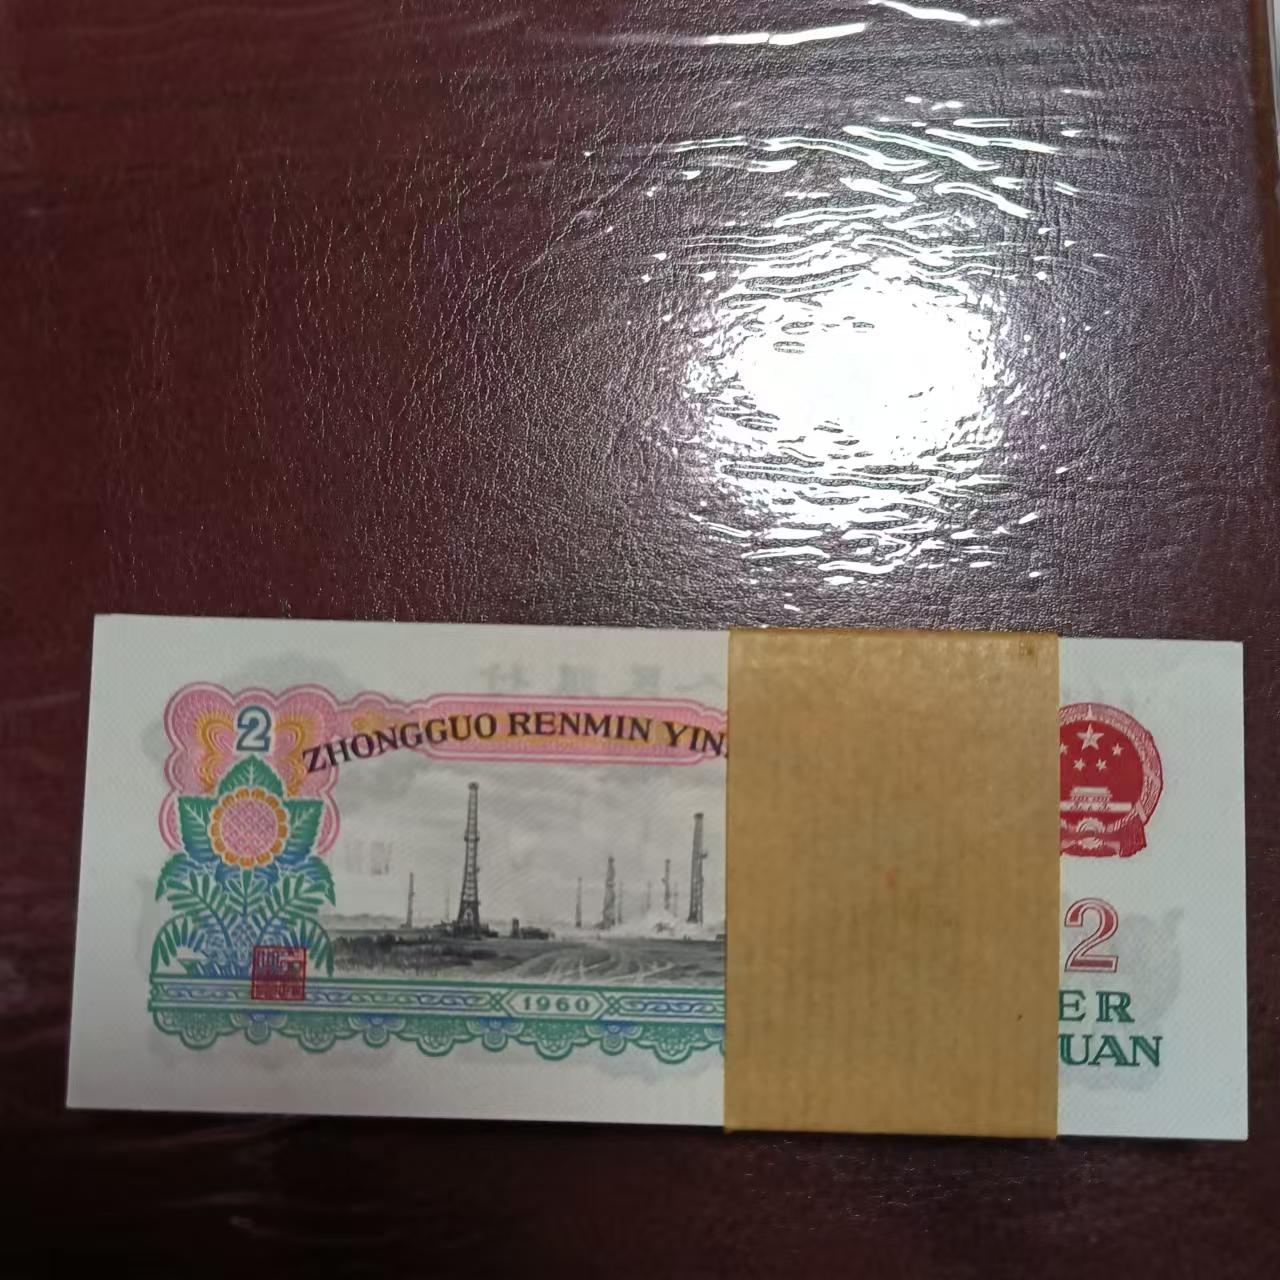 2
ZHONGGUO RENMIN YIN
1960
2
ER
UAN